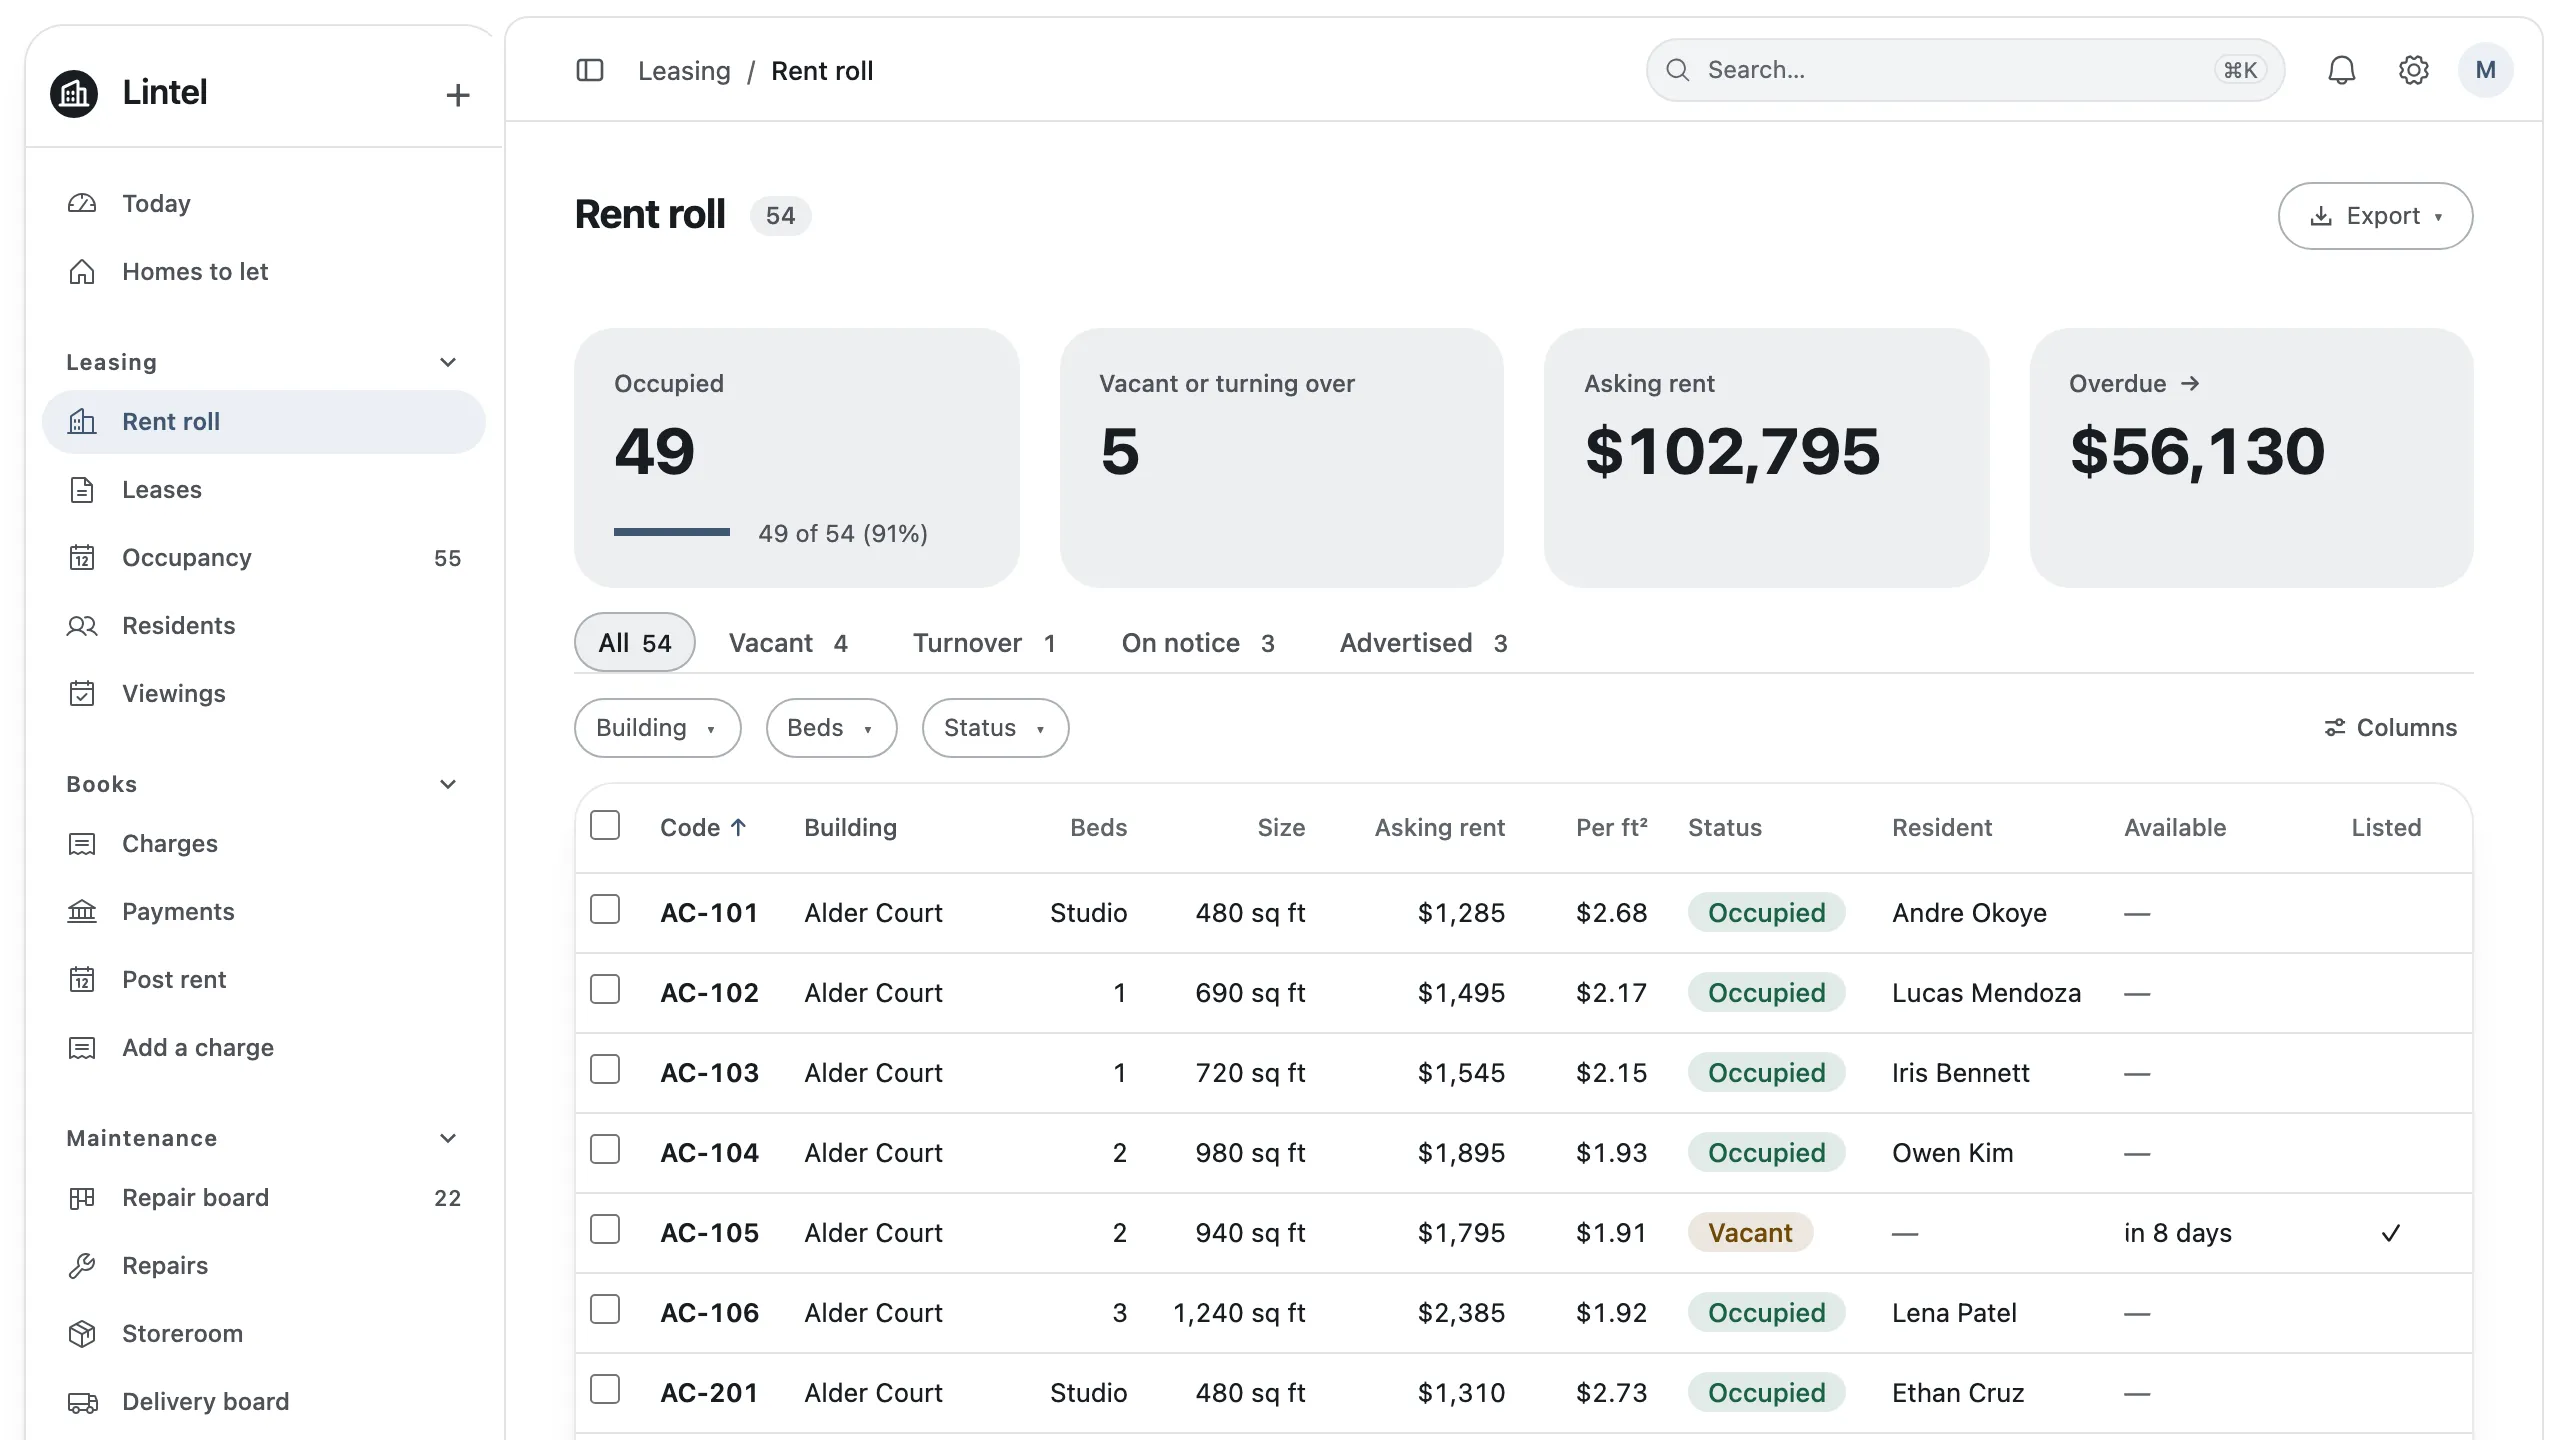 Lintel
Today
Homes to let
Leasing
Rent roll
Leases
Occupancy 55
Residents
Viewings
Books
Charges
Payments
Post rent
Add a charge
Maintenance
Repair board 22
Repairs
Storeroom
Delivery board
Leasing / Rent roll
Search... ⌘K
M
Rent roll 54
Export
Occupied
49
49 of 54 (91%)
Vacant or turning over
5
Asking rent
$102,795
Overdue →
$56,130
All 54 Vacant 4 Turnover 1 On notice 3 Advertised 3
Building Beds Status Columns
Code ↑ Building Beds Size Asking rent Per ft² Status Resident Available Listed
AC-101 Alder Court Studio 480 sq ft $1,285 $2.68 Occupied Andre Okoye —
AC-102 Alder Court 1 690 sq ft $1,495 $2.17 Occupied Lucas Mendoza —
AC-103 Alder Court 1 720 sq ft $1,545 $2.15 Occupied Iris Bennett —
AC-104 Alder Court 2 980 sq ft $1,895 $1.93 Occupied Owen Kim —
AC-105 Alder Court 2 940 sq ft $1,795 $1.91 Vacant — in 8 days ✓
AC-106 Alder Court 3 1,240 sq ft $2,385 $1.92 Occupied Lena Patel —
AC-201 Alder Court Studio 480 sq ft $1,310 $2.73 Occupied Ethan Cruz —